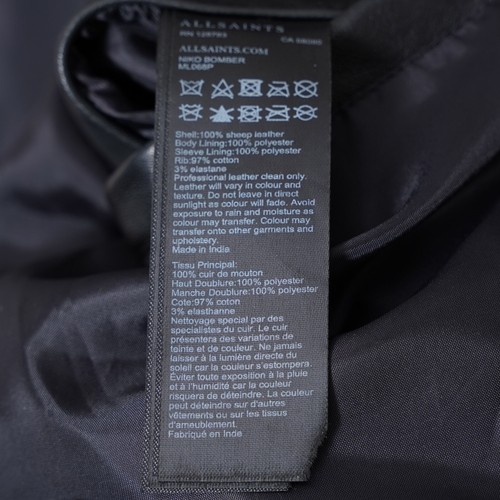 ALLSAINTS
RN 128793
ALLSAINTS.COM
NIKO BOMBER
ML066P
Shell:100% sheep leather
Body Lining:100% polyester
Sleeve Lining:100% polyester
Rib:97% cotton
3% elastane
Professional leather clean only.
Leather will vary in colour and
texture. Do not leave in direct
sunlight as colour will fade. Avoid
exposure to rain and moisture as
colour may transfer. Colour may
transfer onto other garments and
upholstery.
Made in India
Tissu Principal:
100% cuir de mouton
Haut Doublure:100% polyester
Manche Doublure:100% polyester
Cote:97% coton
3% elasthanne
Nettoyage special par des
specialistes du cuir. Le cuir
présentera des variations de
teinte et de couleur. Ne jamais
laisser à la lumière directe du
soleil car la couleur s'estompera.
Éviter toute exposition à la pluie
et à l'humidité car la couleur
risquera de déteindre. La couleur
peut déteindre sur d'autres
vêtements ou sur les tissus
d'ameublement.
Fabriqué en Inde